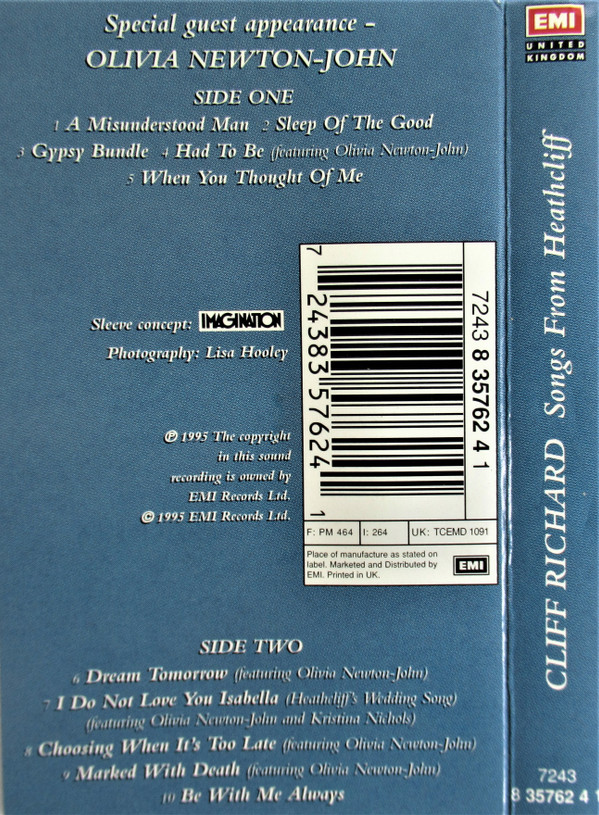 Special guest appearance –
OLIVIA NEWTON-JOHN
SIDE ONE
1 A Misunderstood Man 2 Sleep Of The Good
3 Gypsy Bundle 4 Had To Be (featuring Olivia Newton-John)
5 When You Thought Of Me
Sleeve concept: IMAGINATION
Photography: Lisa Hooley
℗ 1995 The copyright
in this sound
recording is owned by
EMI Records Ltd.
© 1995 EMI Records Ltd.
7 24383 57624 1
7243 8 35762 4 1
F: PM 464
I: 264
UK: TCEMD 1091
Place of manufacture as stated on
label. Marketed and Distributed by
EMI. Printed in UK.
EMI
SIDE TWO
6 Dream Tomorrow (featuring Olivia Newton-John)
7 I Do Not Love You Isabella (Heathcliff's Wedding Song)
(featuring Olivia Newton-John and Kristina Nichols)
8 Choosing When It's Too Late (featuring Olivia Newton-John)
9 Marked With Death (featuring Olivia Newton-John)
10 Be With Me Always
EMI
UNITED
KINGDOM
CLIFF RICHARD Songs From Heathcliff
7243
8 35762 4 1